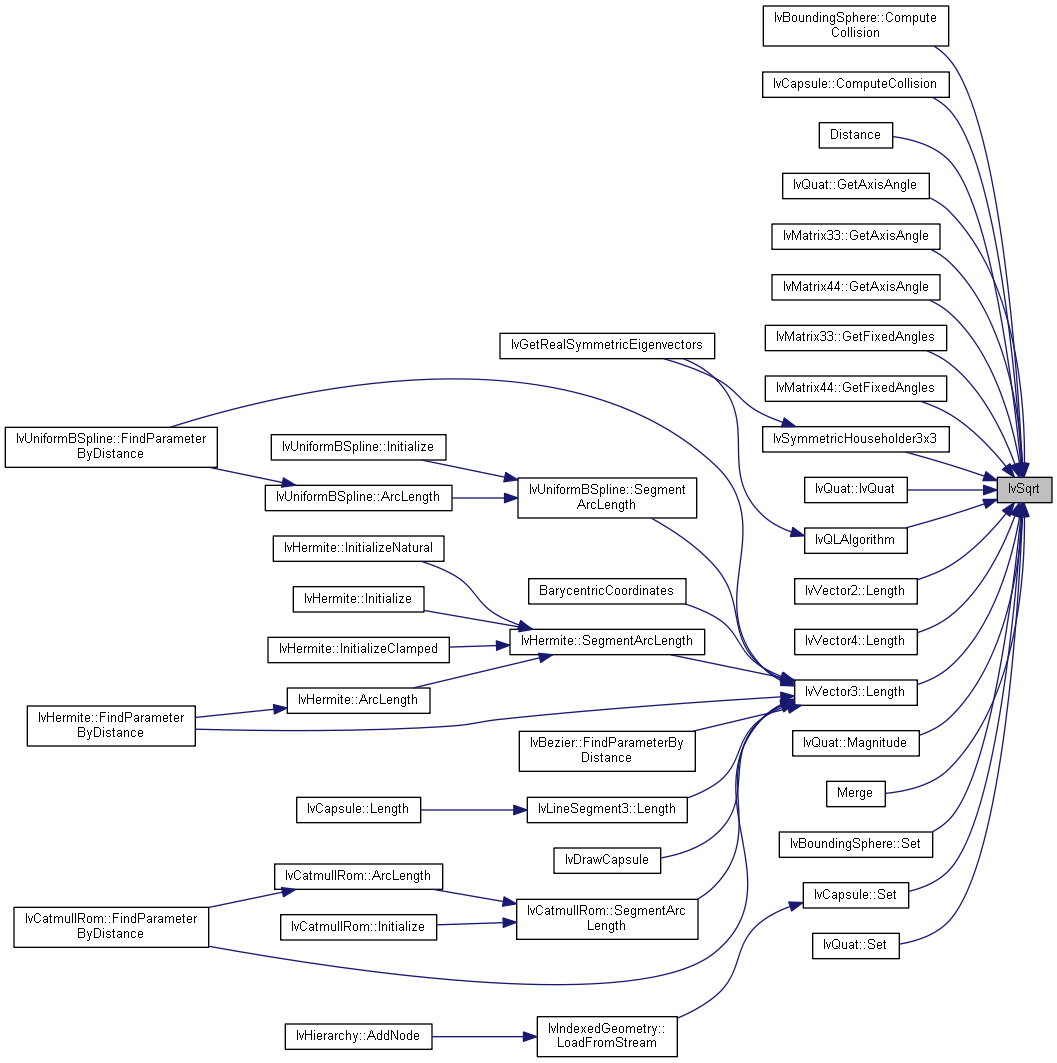 IvBoundingSphere::Compute
Collision
IvCapsule::ComputeCollision
Distance
IvQuat::GetAxisAngle
IvMatrix33::GetAxisAngle
IvMatrix44::GetAxisAngle
IvMatrix33::GetFixedAngles
IvGetRealSymmetricEigenvectors
IvMatrix44::GetFixedAngles
IvUniformBSpline::FindParameter
ByDistance
IvUniformBSpline::Initialize
IvSymmetricHouseholder3x3
IvUniformBSpline::ArcLength
IvUniformBSpline::Segment
ArcLength
IvQuat::IvQuat
IvSqrt
IvHermite::InitializeNatural
IvQLAlgorithm
IvHermite::Initialize
BarycentricCoordinates
IvVector2::Length
IvHermite::InitializeClamped
IvHermite::SegmentArcLength
IvVector4::Length
IvHermite::ArcLength
IvVector3::Length
IvHermite::FindParameter
ByDistance
IvBezier::FindParameterBy
Distance
IvQuat::Magnitude
IvCapsule::Length
IvLineSegment3::Length
Merge
IvDrawCapsule
IvBoundingSphere::Set
IvCatmullRom::ArcLength
IvCapsule::Set
IvCatmullRom::FindParameter
ByDistance
IvCatmullRom::Initialize
IvCatmullRom::SegmentArc
Length
IvQuat::Set
IvHierarchy::AddNode
IvIndexedGeometry::
LoadFromStream